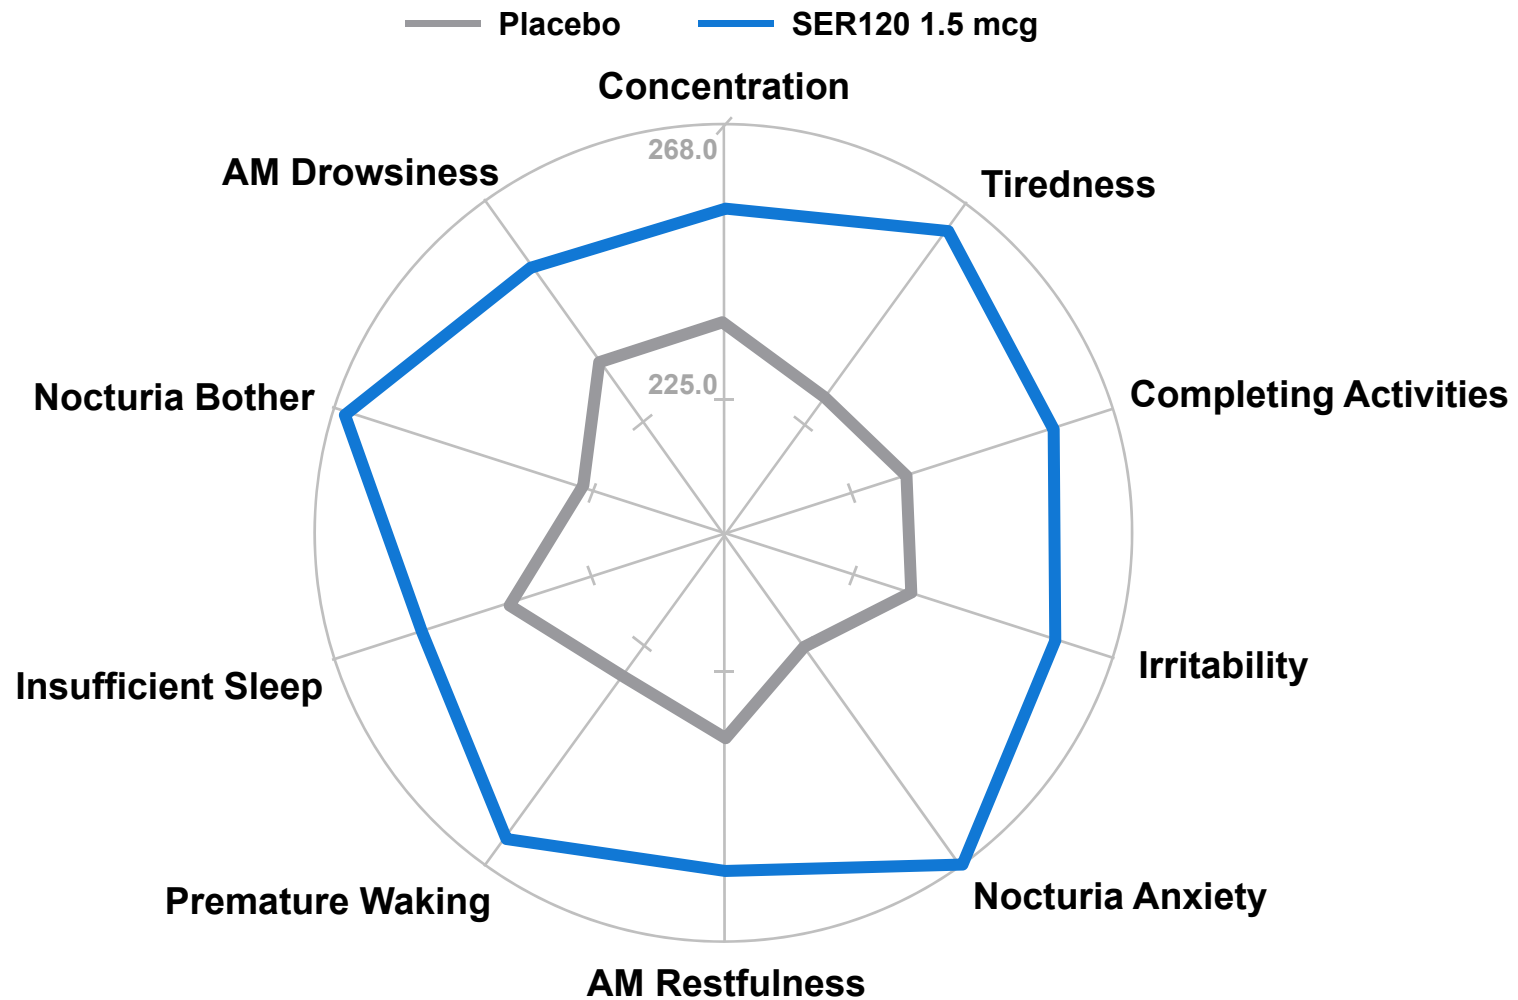 Placebo
SER120 1.5 mcg
Concentration
268.0
AM Drowsiness
Tiredness
225.0
Nocturia Bother
Completing Activities
Insufficient Sleep
Irritability
Premature Waking
Nocturia Anxiety
AM Restfulness